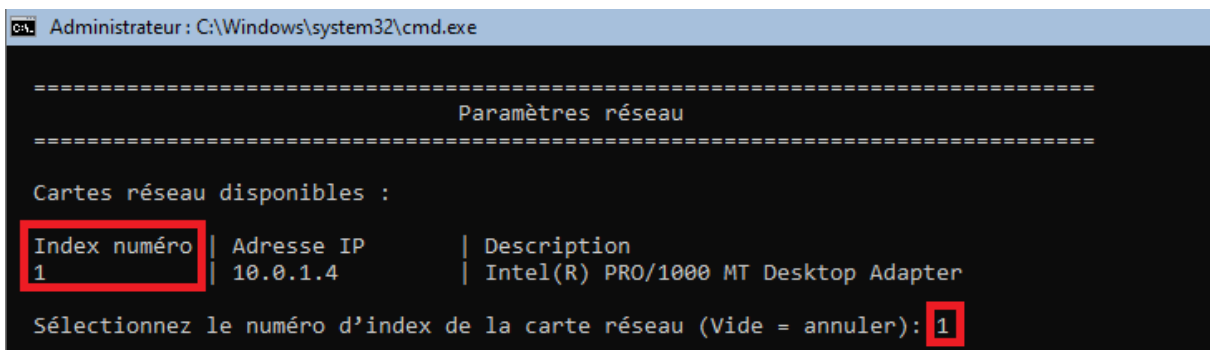 Administrateur : C:\Windows\system32\cmd.exe
================================================================================
Paramètres réseau
================================================================================
Cartes réseau disponibles :
Index numéro | Adresse IP | Description
1 | 10.0.1.4 | Intel(R) PRO/1000 MT Desktop Adapter
Sélectionnez le numéro d’index de la carte réseau (Vide = annuler): 1